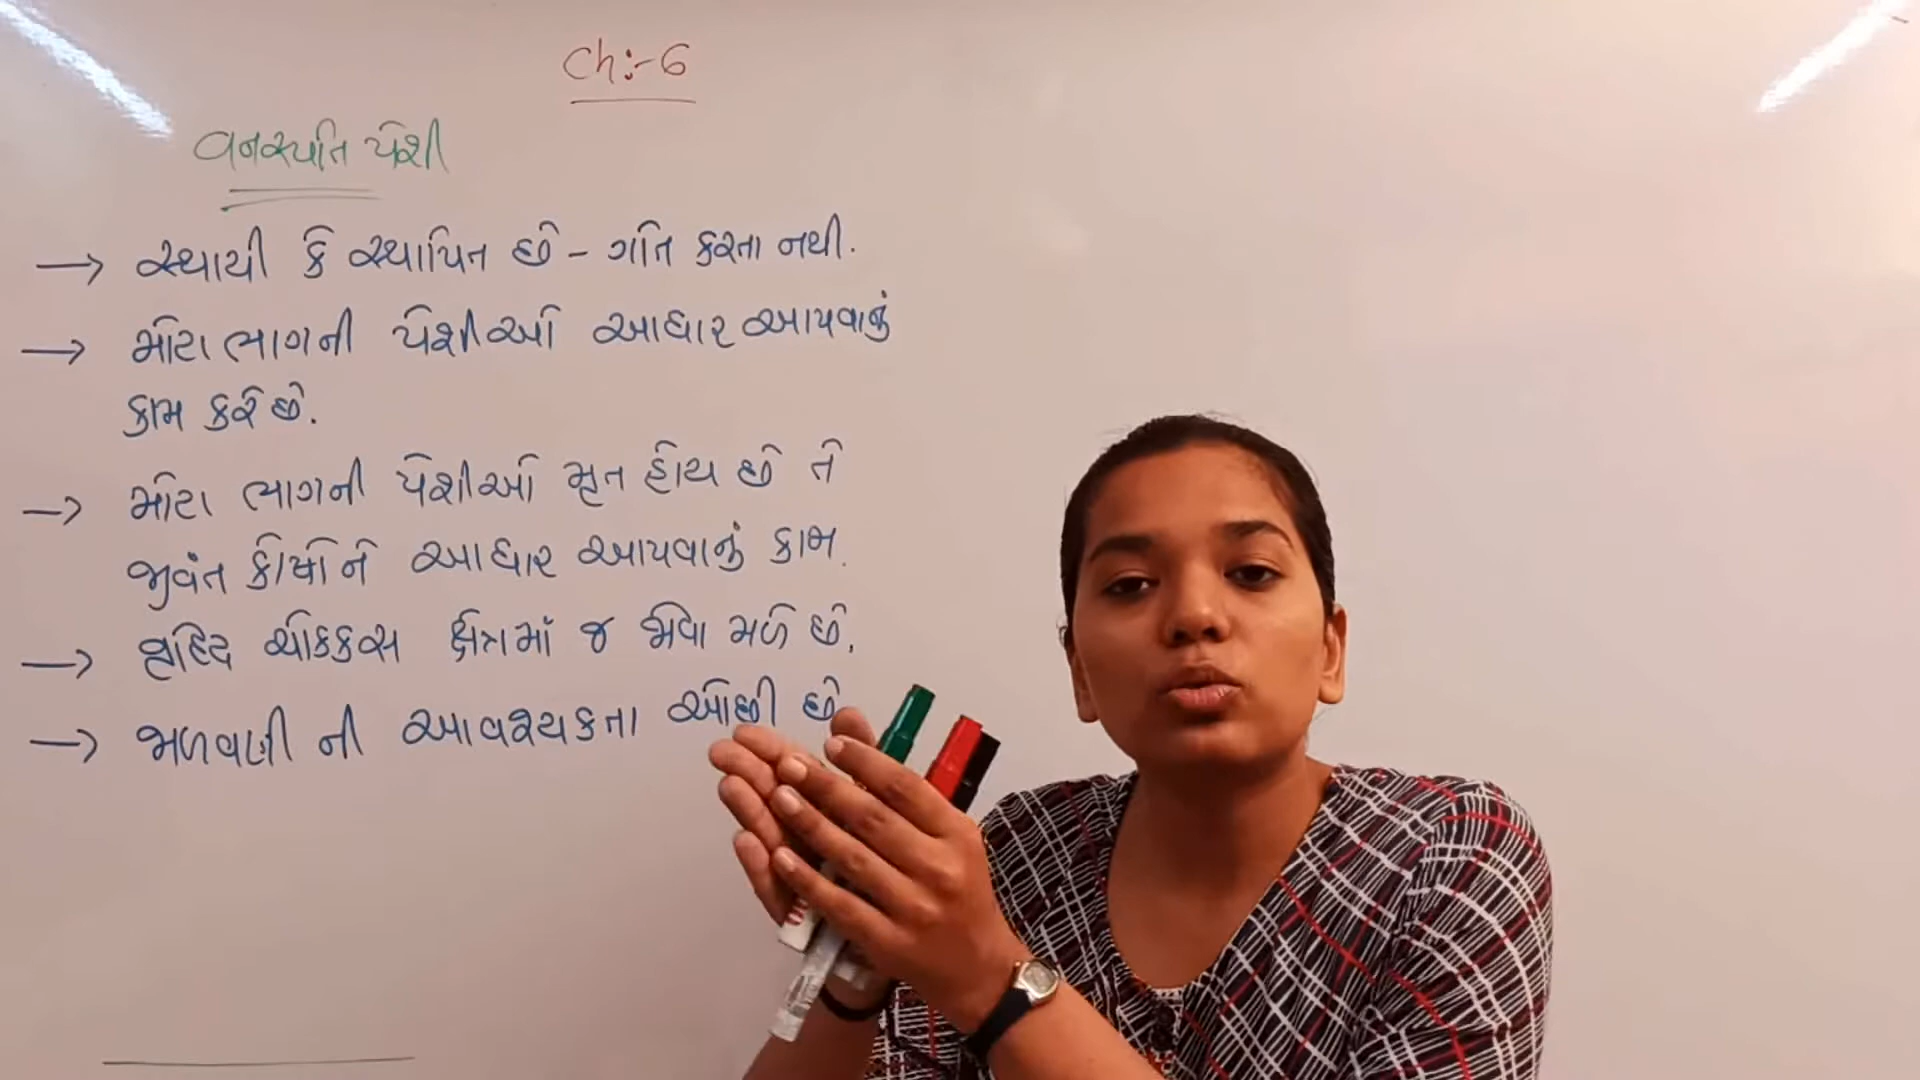 Ch:-6
વનસ્પતિ પેશી
→ સ્થાયી કે સ્થાપિત છે - ગતિ કરતા નથી.
→ મોટા ભાગની પેશીઓ આધાર આપવાનું
કામ કરે છે.
→ મોટા ભાગની પેશીઓ મૃત હોય છે તે
જીવંત કોષોને આધાર આપવાનું કામ.
→ વૃદ્ધિ ચોક્કસ ક્ષેત્રમાં જ જોવા મળે છે.
→ જાળવણી ની આવશ્યકતા ઓછી છે